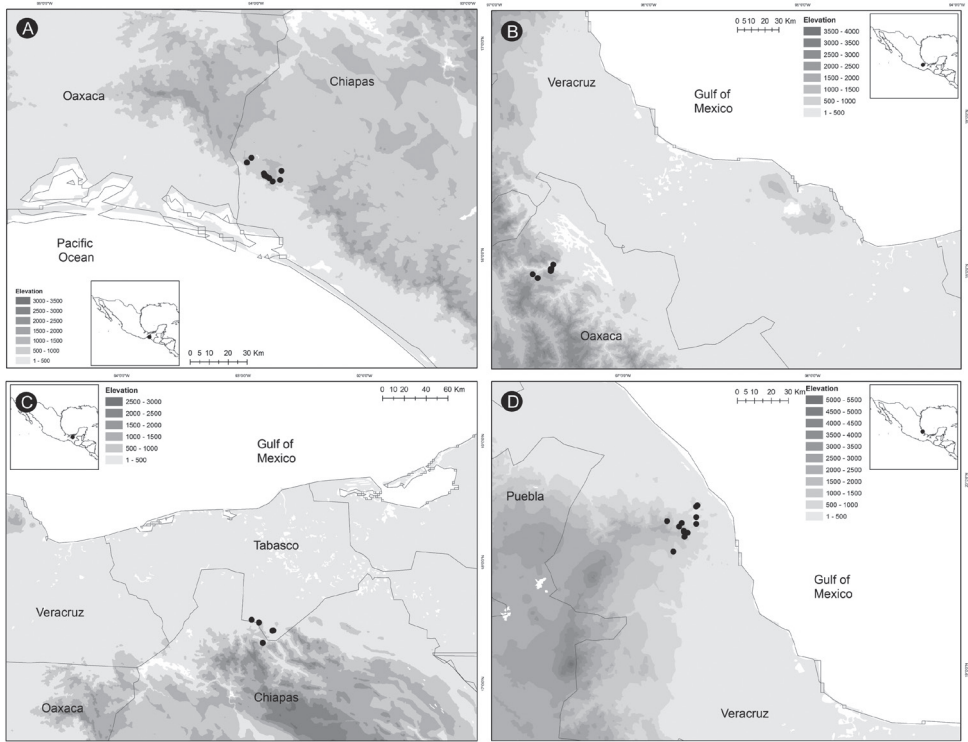 A
Oaxaca
Chiapas
Pacific
Ocean
Elevation
3000 - 3500
2500 - 3000
2000 - 2500
1500 - 2000
1000 - 1500
500 - 1000
1 - 500
0 5 10 20 30 Km
B
Veracruz
Gulf of
Mexico
Oaxaca
0 5 10 20 30 Km
Elevation
3500 - 4000
3000 - 3500
2500 - 3000
2000 - 2500
1500 - 2000
1000 - 1500
500 - 1000
1 - 500
C
Elevation
2500 - 3000
2000 - 2500
1500 - 2000
1000 - 1500
500 - 1000
1 - 500
0 10 20 40 60 Km
Gulf of
Mexico
Tabasco
Veracruz
Oaxaca
Chiapas
D
0 5 10 20 30 Km
Elevation
5000 - 5500
4500 - 5000
4000 - 4500
3500 - 4000
3000 - 3500
2500 - 3000
2000 - 2500
1500 - 2000
1000 - 1500
500 - 1000
1 - 500
Puebla
Gulf of
Mexico
Veracruz